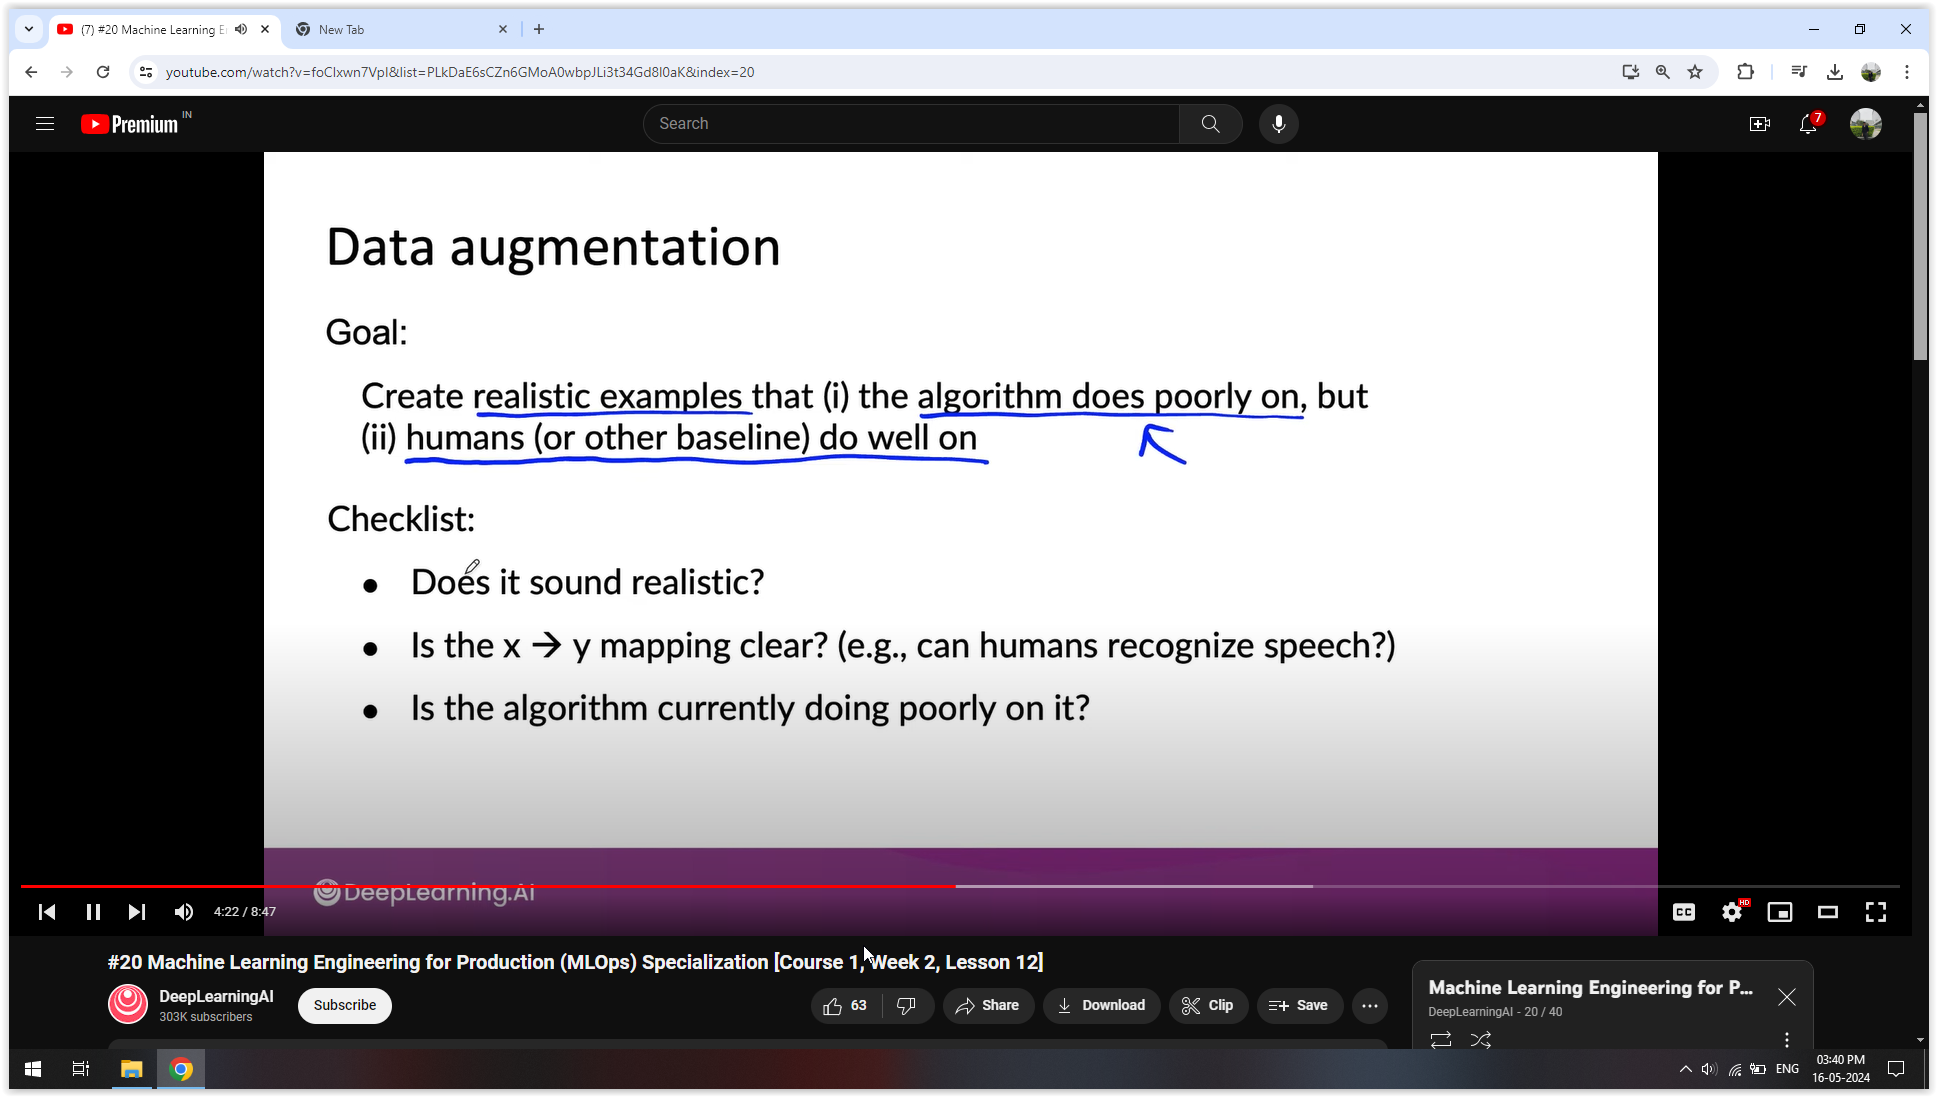 (7) #20 Machine Learning E
New Tab
youtube.com/watch?v=foClxwn7VpI&list=PLkDaE6sCZn6GMoA0wbpJLi3t34Gd8l0aK&index=20
Premium IN
Search
7
Data augmentation
Goal:
Create realistic examples that (i) the algorithm does poorly on, but
(ii) humans (or other baseline) do well on
Checklist:
● Does it sound realistic?
● Is the x → y mapping clear? (e.g., can humans recognize speech?)
● Is the algorithm currently doing poorly on it?
DeepLearning.AI
4:22 / 8:47
CC
HD
#20 Machine Learning Engineering for Production (MLOps) Specialization [Course 1, Week 2, Lesson 12]
DeepLearningAI
303K subscribers
Subscribe
63
Share
Download
Clip
Save
Machine Learning Engineering for P...
DeepLearningAI - 20 / 40
ENG
03:40 PM
16-05-2024